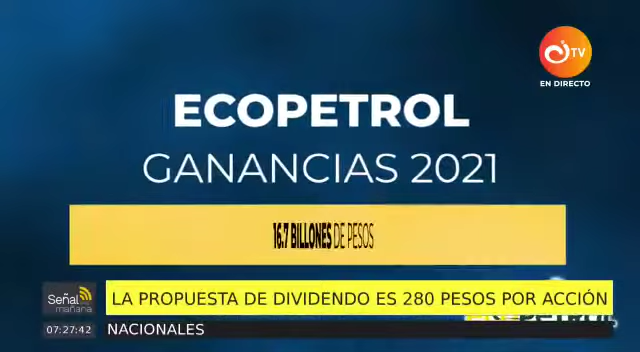 TV
EN DIRECTO
ECOPETROL
GANANCIAS 2021
16.7 BILLONES DE PESOS
Señal
mañana
LA PROPUESTA DE DIVIDENDO ES 280 PESOS POR ACCIÓN
07:27:42
NACIONALES